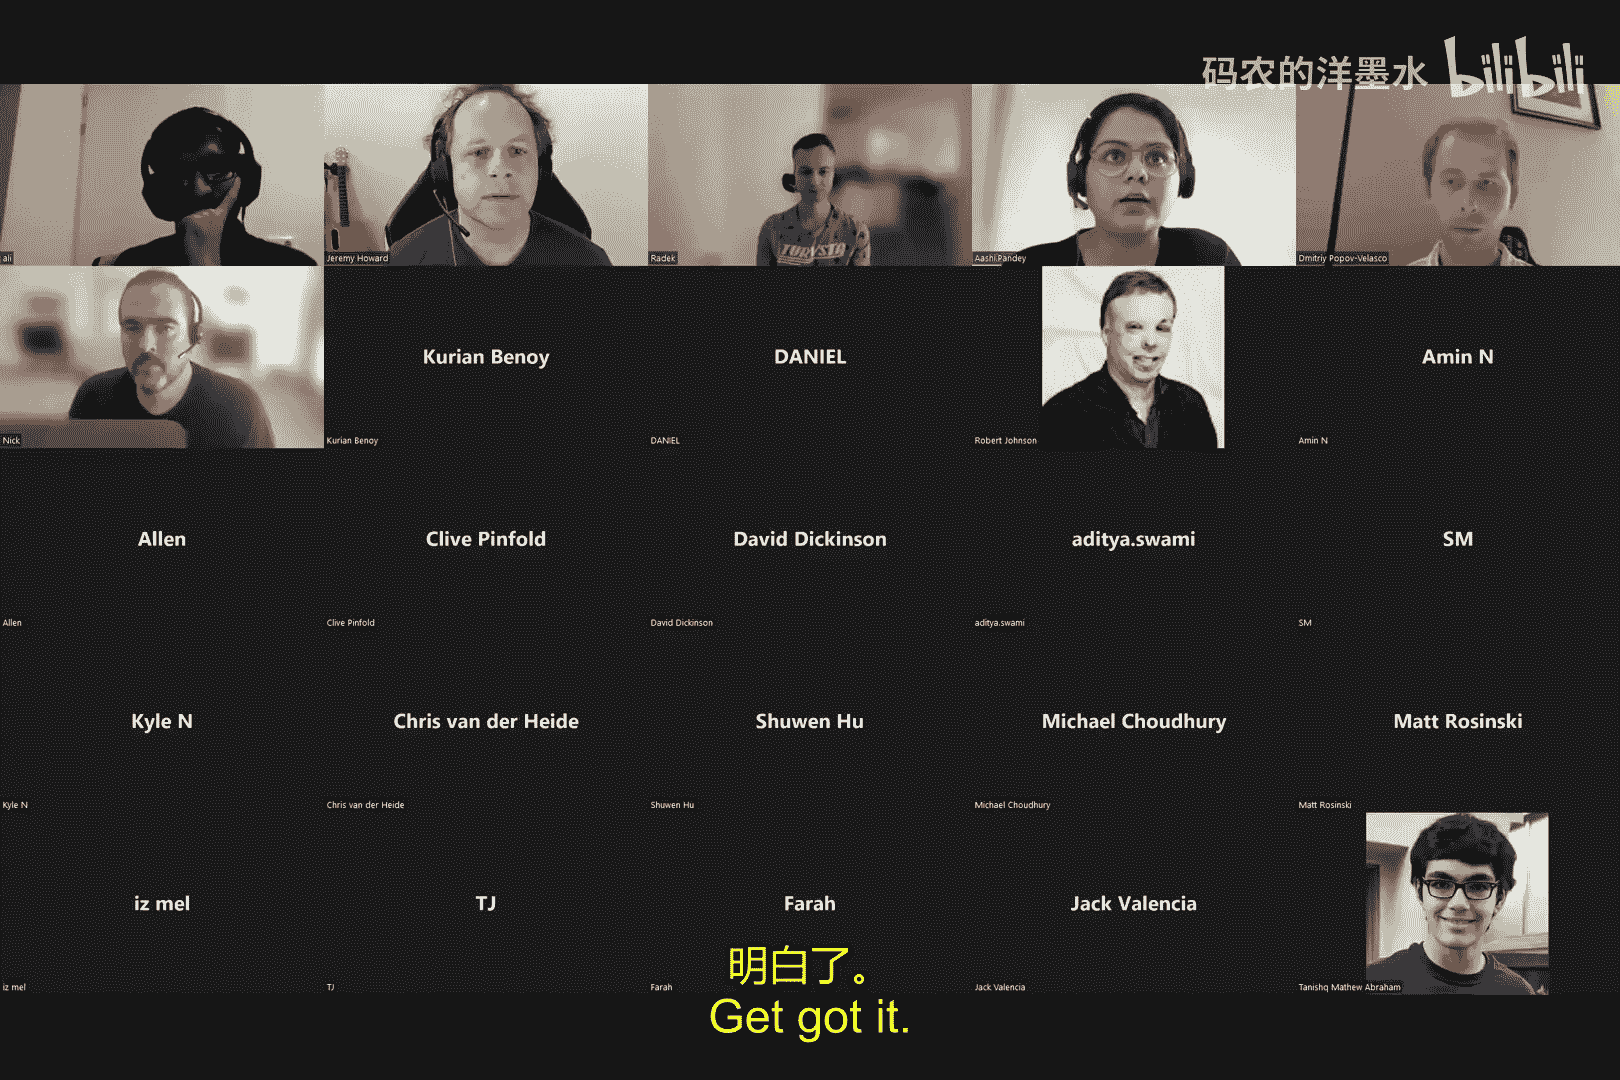 码农的洋墨水 bilibili
ali
Jeremy Howard
Radek
TURYSTA
Aashi Pandey
Dmitriy Popov-Velasco
Kurian Benoy
DANIEL
Amin N
Nick
Kurian Benoy
DANIEL
Robert Johnson
Amin N
Allen
Clive Pinfold
David Dickinson
aditya.swami
SM
Allen
Clive Pinfold
David Dickinson
aditya.swami
SM
Kyle N
Chris van der Heide
Shuwen Hu
Michael Choudhury
Matt Rosinski
Kyle N
Chris van der Heide
Shuwen Hu
Michael Choudhury
Matt Rosinski
iz mel
TJ
Farah
Jack Valencia
iz mel
TJ
Farah
Jack Valencia
Tanishq Mathew Abraham
明白了。
Get got it.